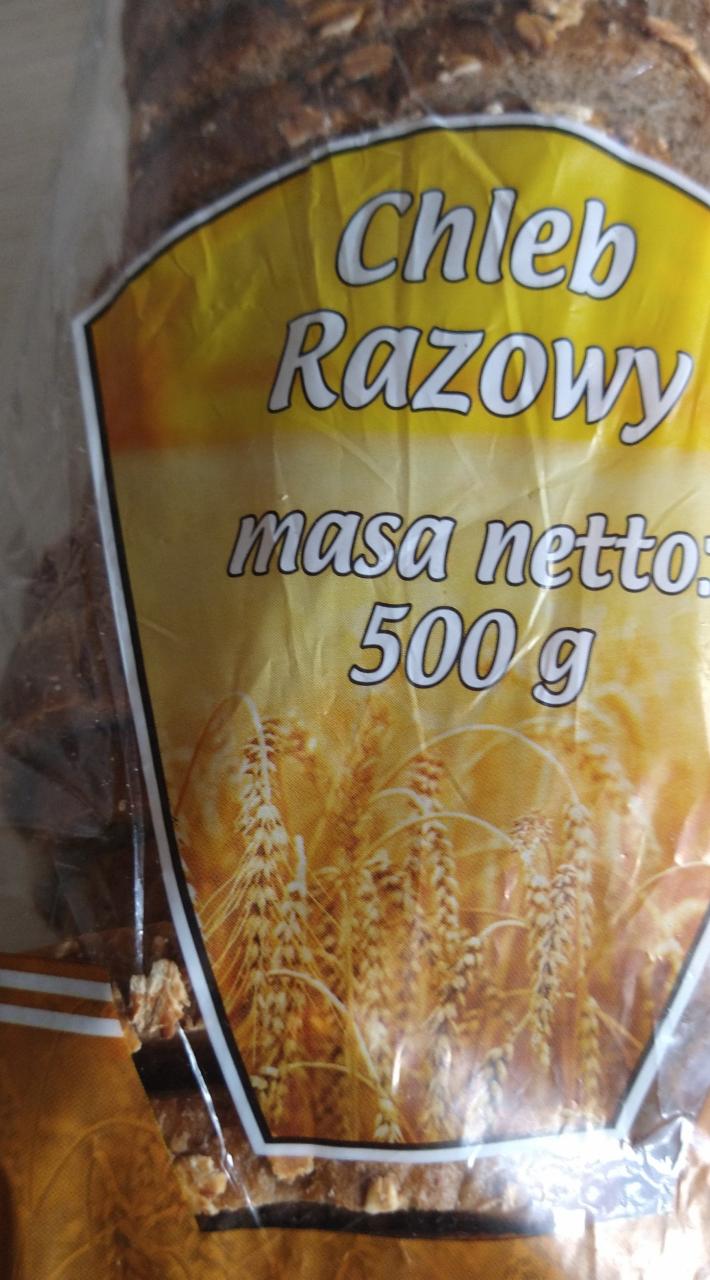 Chleb
Razowy
masa netto:
500 g